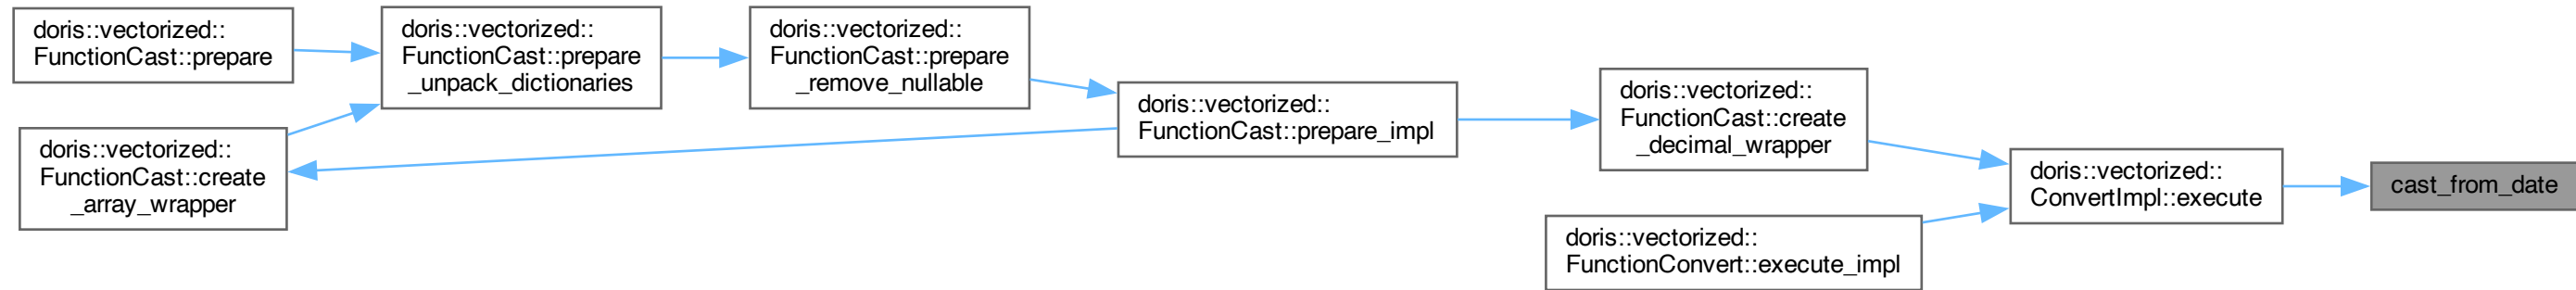 doris::vectorized::
FunctionCast::prepare
doris::vectorized::
FunctionCast::prepare
_unpack_dictionaries
doris::vectorized::
FunctionCast::prepare
_remove_nullable
doris::vectorized::
FunctionCast::prepare_impl
doris::vectorized::
FunctionCast::create
_decimal_wrapper
doris::vectorized::
FunctionCast::create
_array_wrapper
doris::vectorized::
ConvertImpl::execute
cast_from_date
doris::vectorized::
FunctionConvert::execute_impl